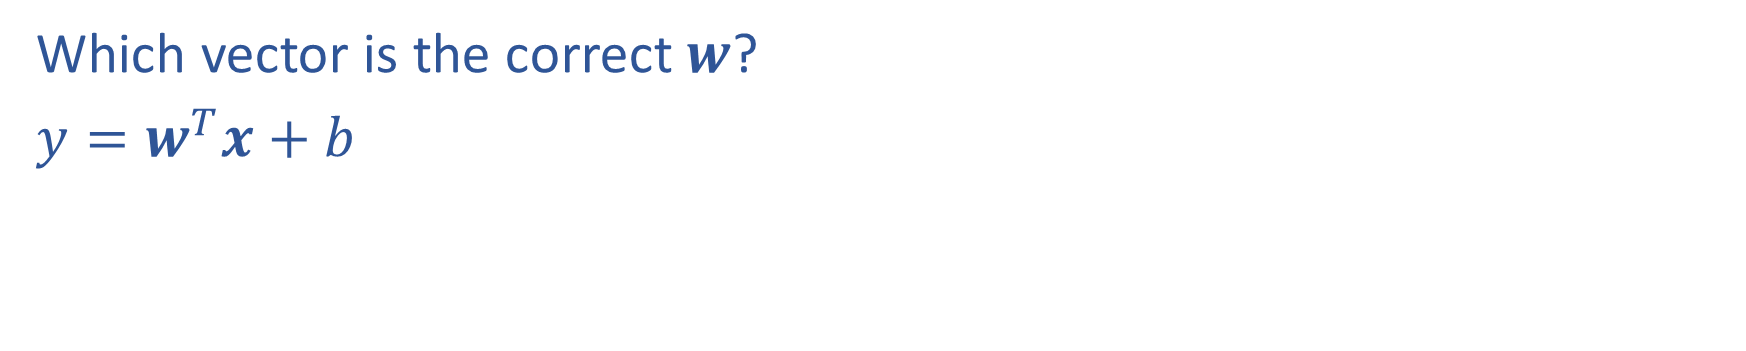 Which vector is the correct 𝒘?
𝑦 = 𝒘ᵀ𝒙 + 𝑏